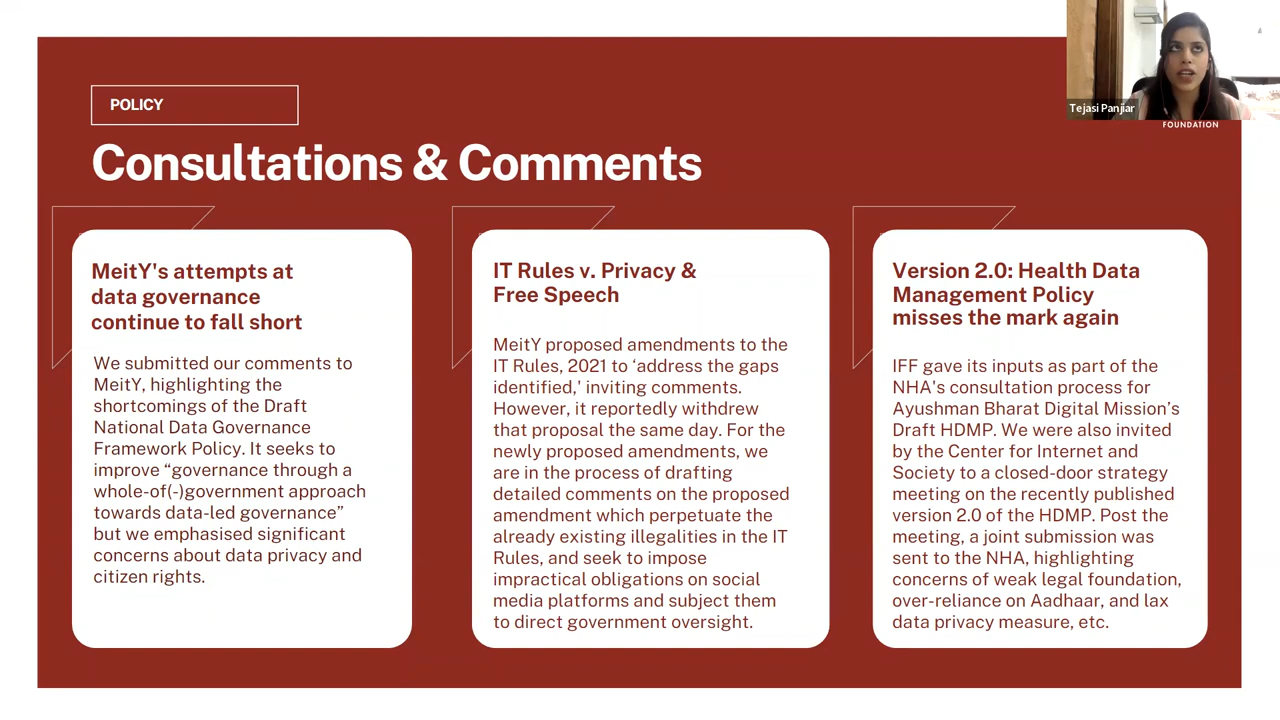 Tejasi Panjiar
FOUNDATION
POLICY
Consultations & Comments
MeitY's attempts at
data governance
continue to fall short
We submitted our comments to
MeitY, highlighting the
shortcomings of the Draft
National Data Governance
Framework Policy. It seeks to
improve “governance through a
whole-of(-)government approach
towards data-led governance”
but we emphasised significant
concerns about data privacy and
citizen rights.
IT Rules v. Privacy &
Free Speech
MeitY proposed amendments to the
IT Rules, 2021 to ‘address the gaps
identified,' inviting comments.
However, it reportedly withdrew
that proposal the same day. For the
newly proposed amendments, we
are in the process of drafting
detailed comments on the proposed
amendment which perpetuate the
already existing illegalities in the IT
Rules, and seek to impose
impractical obligations on social
media platforms and subject them
to direct government oversight.
Version 2.0: Health Data
Management Policy
misses the mark again
IFF gave its inputs as part of the
NHA's consultation process for
Ayushman Bharat Digital Mission’s
Draft HDMP. We were also invited
by the Center for Internet and
Society to a closed-door strategy
meeting on the recently published
version 2.0 of the HDMP. Post the
meeting, a joint submission was
sent to the NHA, highlighting
concerns of weak legal foundation,
over-reliance on Aadhaar, and lax
data privacy measure, etc.